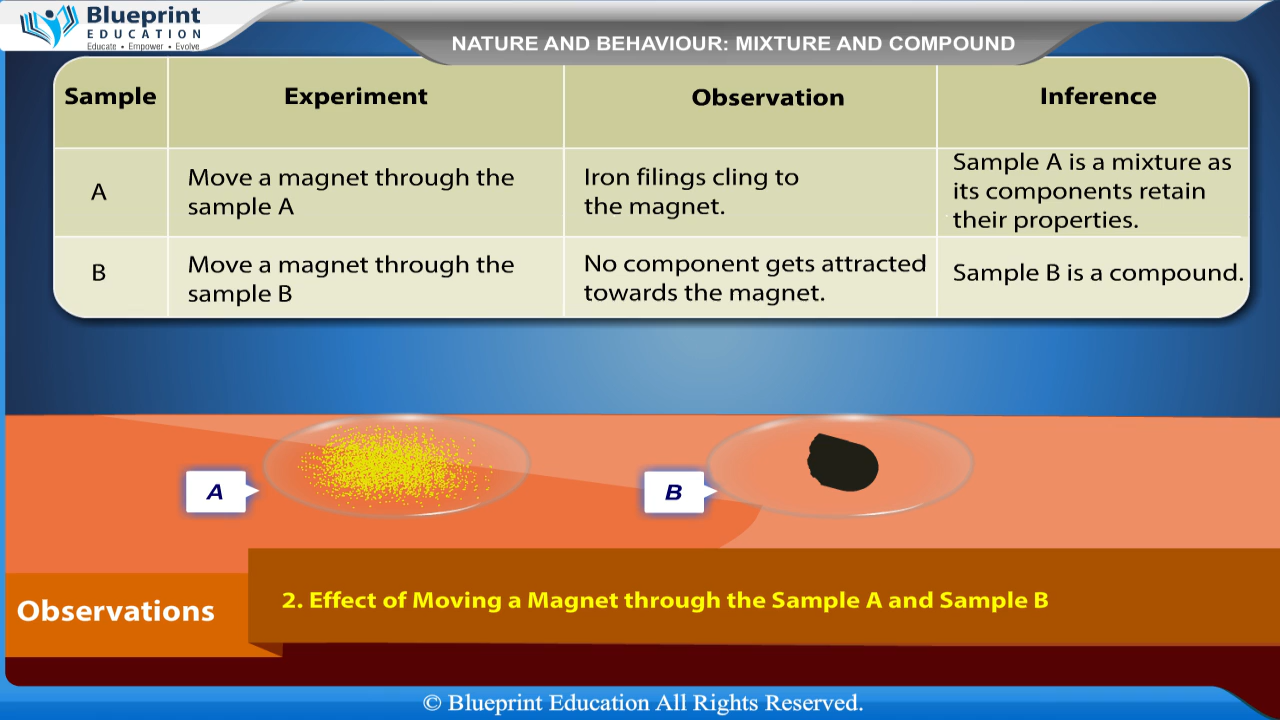 Blueprint
EDUCATION
Educate • Empower • Evolve
NATURE AND BEHAVIOUR: MIXTURE AND COMPOUND
Sample
Experiment
Observation
Inference
A
Move a magnet through the
sample A
Iron filings cling to
the magnet.
Sample A is a mixture as
its components retain
their properties.
B
Move a magnet through the
sample B
No component gets attracted
towards the magnet.
Sample B is a compound.
A
B
Observations
2. Effect of Moving a Magnet through the Sample A and Sample B
© Blueprint Education All Rights Reserved.